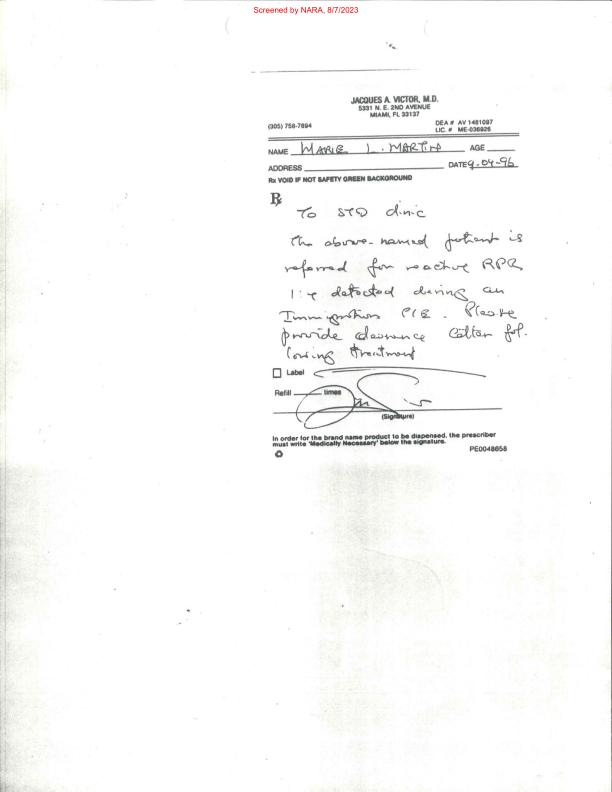 Screened by NARA, 8/7/2023
JACQUES A. VICTOR, M.D.
5331 N. E. 2ND AVENUE
MIAMI, FL 33137
(305) 758-7894
DEA # AV 1481097
LIC. # ME-036926
NAME MARIE L. MARTIN AGE
ADDRESS DATE 9.04-96
Rx VOID IF NOT SAFETY GREEN BACKGROUND
Rx
To STD clinic
The above-named patient is
referred for reactive RPR
detected during an
Immigration P/E. Please
provide clearance letter fol-
lowing treatment
Label
Refill times
(Signature)
In order for the brand name product to be dispensed, the prescriber
must write 'Medically Necessary' below the signature.
PE0048658